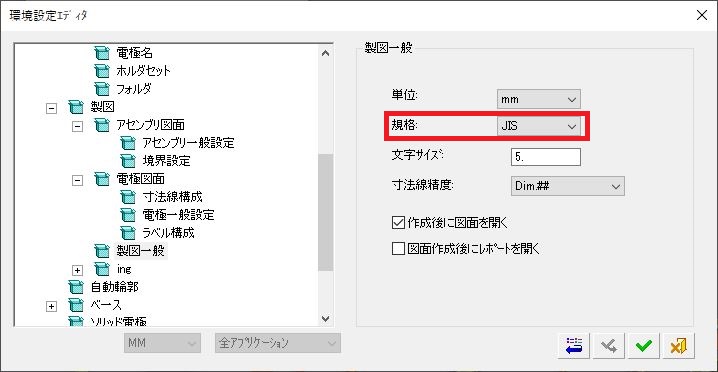 環境設定ｴﾃﾞｨﾀ
電極名
ホルダセット
フォルダ
製図
アセンブリ図面
アセンブリ一般設定
境界設定
電極図面
寸法線構成
電極一般設定
ラベル構成
製図一般
ing
自動輪郭
ベース
ソリッド電極
MM
全アプリケーション
製図一般
単位:
mm
規格:
JIS
文字サイズ:
5.
寸法線精度:
Dim.##
作成後に図面を開く
図面作成後にレポートを開く